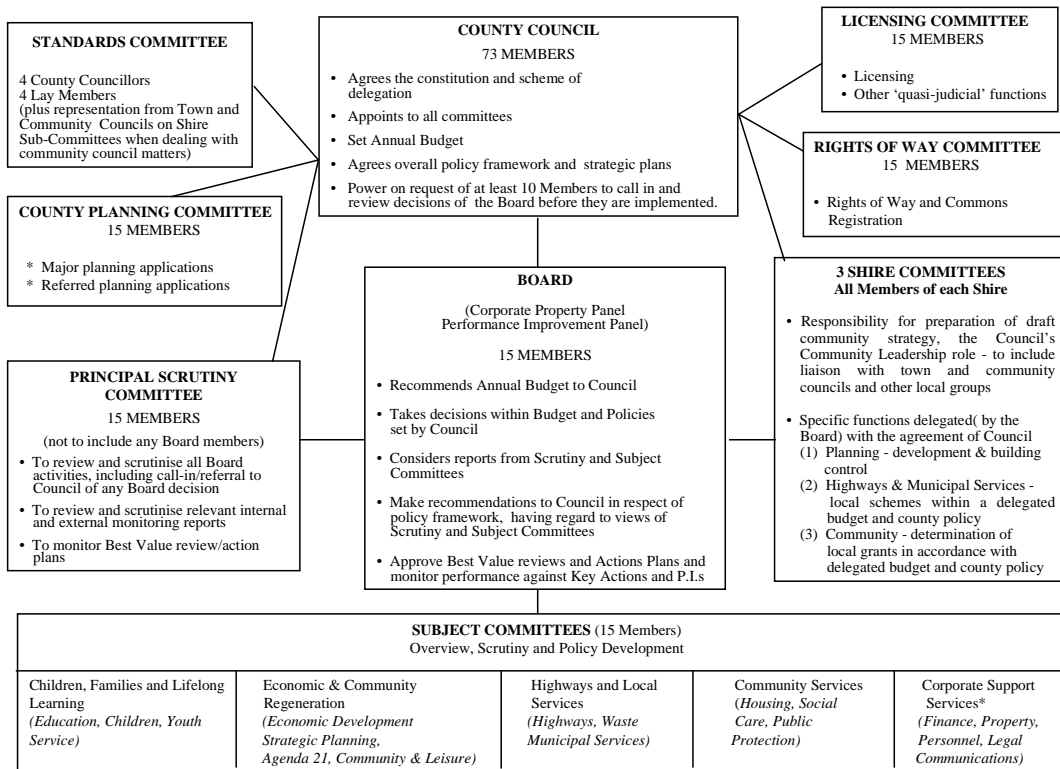 STANDARDS COMMITTEE
4 County Councillors
4 Lay Members
(plus representation from Town and
Community Councils on Shire
Sub-Committees when dealing with
community council matters)
COUNTY COUNCIL
73 MEMBERS
• Agrees the constitution and scheme of
delegation
• Appoints to all committees
• Set Annual Budget
• Agrees overall policy framework and strategic plans
• Power on request of at least 10 Members to call in and
review decisions of the Board before they are implemented.
LICENSING COMMITTEE
15 MEMBERS
• Licensing
• Other ‘quasi-judicial’ functions
RIGHTS OF WAY COMMITTEE
15 MEMBERS
• Rights of Way and Commons
Registration
COUNTY PLANNING COMMITTEE
15 MEMBERS
* Major planning applications
* Referred planning applications
BOARD
(Corporate Property Panel
Performance Improvement Panel)
15 MEMBERS
• Recommends Annual Budget to Council
• Takes decisions within Budget and Policies
set by Council
• Considers reports from Scrutiny and Subject
Committees
• Make recommendations to Council in respect of
policy framework, having regard to views of
Scrutiny and Subject Committees
• Approve Best Value reviews and Actions Plans and
monitor performance against Key Actions and P.I.s
3 SHIRE COMMITTEES
All Members of each Shire
• Responsibility for preparation of draft
community strategy, the Council’s
Community Leadership role - to include
liaison with town and community
councils and other local groups
• Specific functions delegated( by the
Board) with the agreement of Council
(1) Planning - development & building
control
(2) Highways & Municipal Services -
local schemes within a delegated
budget and county policy
(3) Community - determination of
local grants in accordance with
delegated budget and county policy
PRINCIPAL SCRUTINY
COMMITTEE
15 MEMBERS
(not to include any Board members)
• To review and scrutinise all Board
activities, including call-in/referral to
Council of any Board decision
• To review and scrutinise relevant internal
and external monitoring reports
• To monitor Best Value review/action
plans
SUBJECT COMMITTEES (15 Members)
Overview, Scrutiny and Policy Development
Children, Families and Lifelong
Learning
(Education, Children, Youth
Service)
Economic & Community
Regeneration
(Economic Development
Strategic Planning,
Agenda 21, Community & Leisure)
Highways and Local
Services
(Highways, Waste
Municipal Services)
Community Services
(Housing, Social
Care, Public
Protection)
Corporate Support
Services*
(Finance, Property,
Personnel, Legal
Communications)